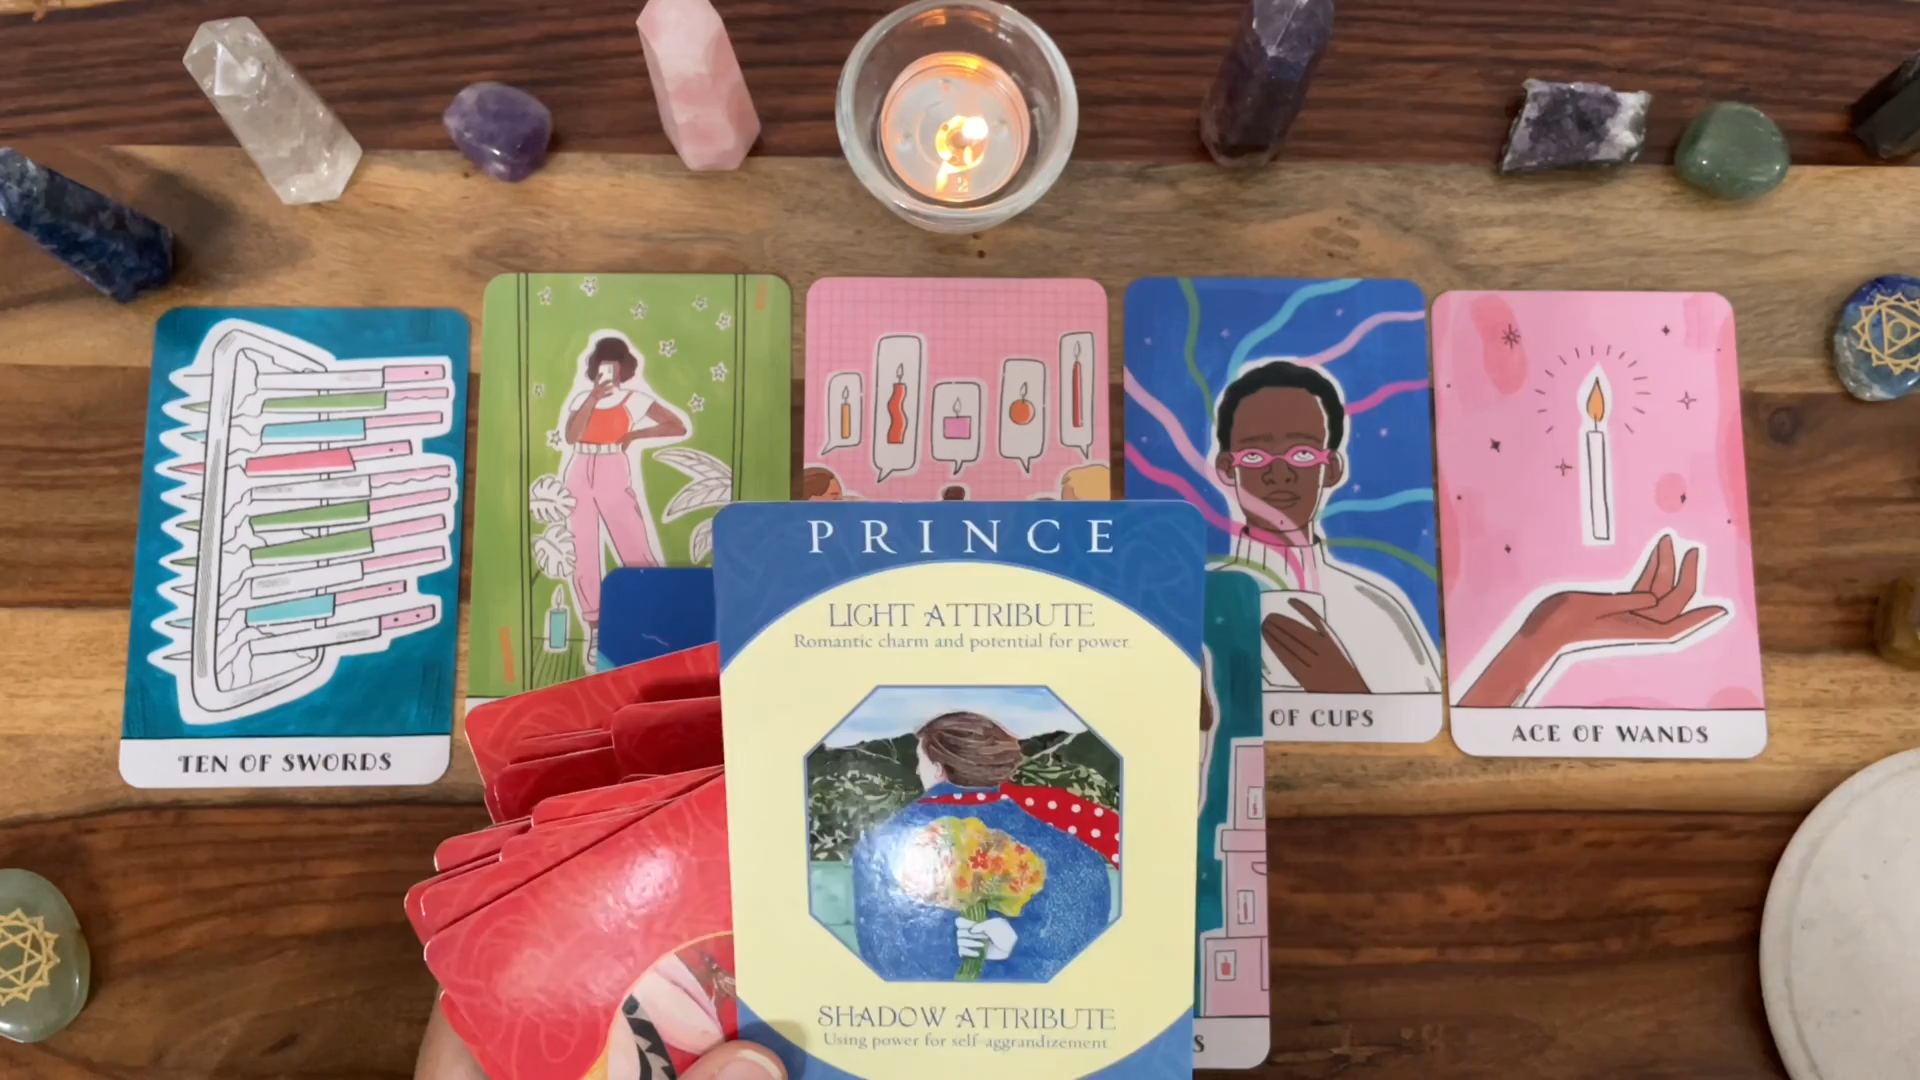 PRINCE
LIGHT ATTRIBUTE
Romantic charm and potential for power.
SHADOW ATTRIBUTE
Using power for self-aggrandizement
TEN OF SWORDS
OF CUPS
ACE OF WANDS
S
2